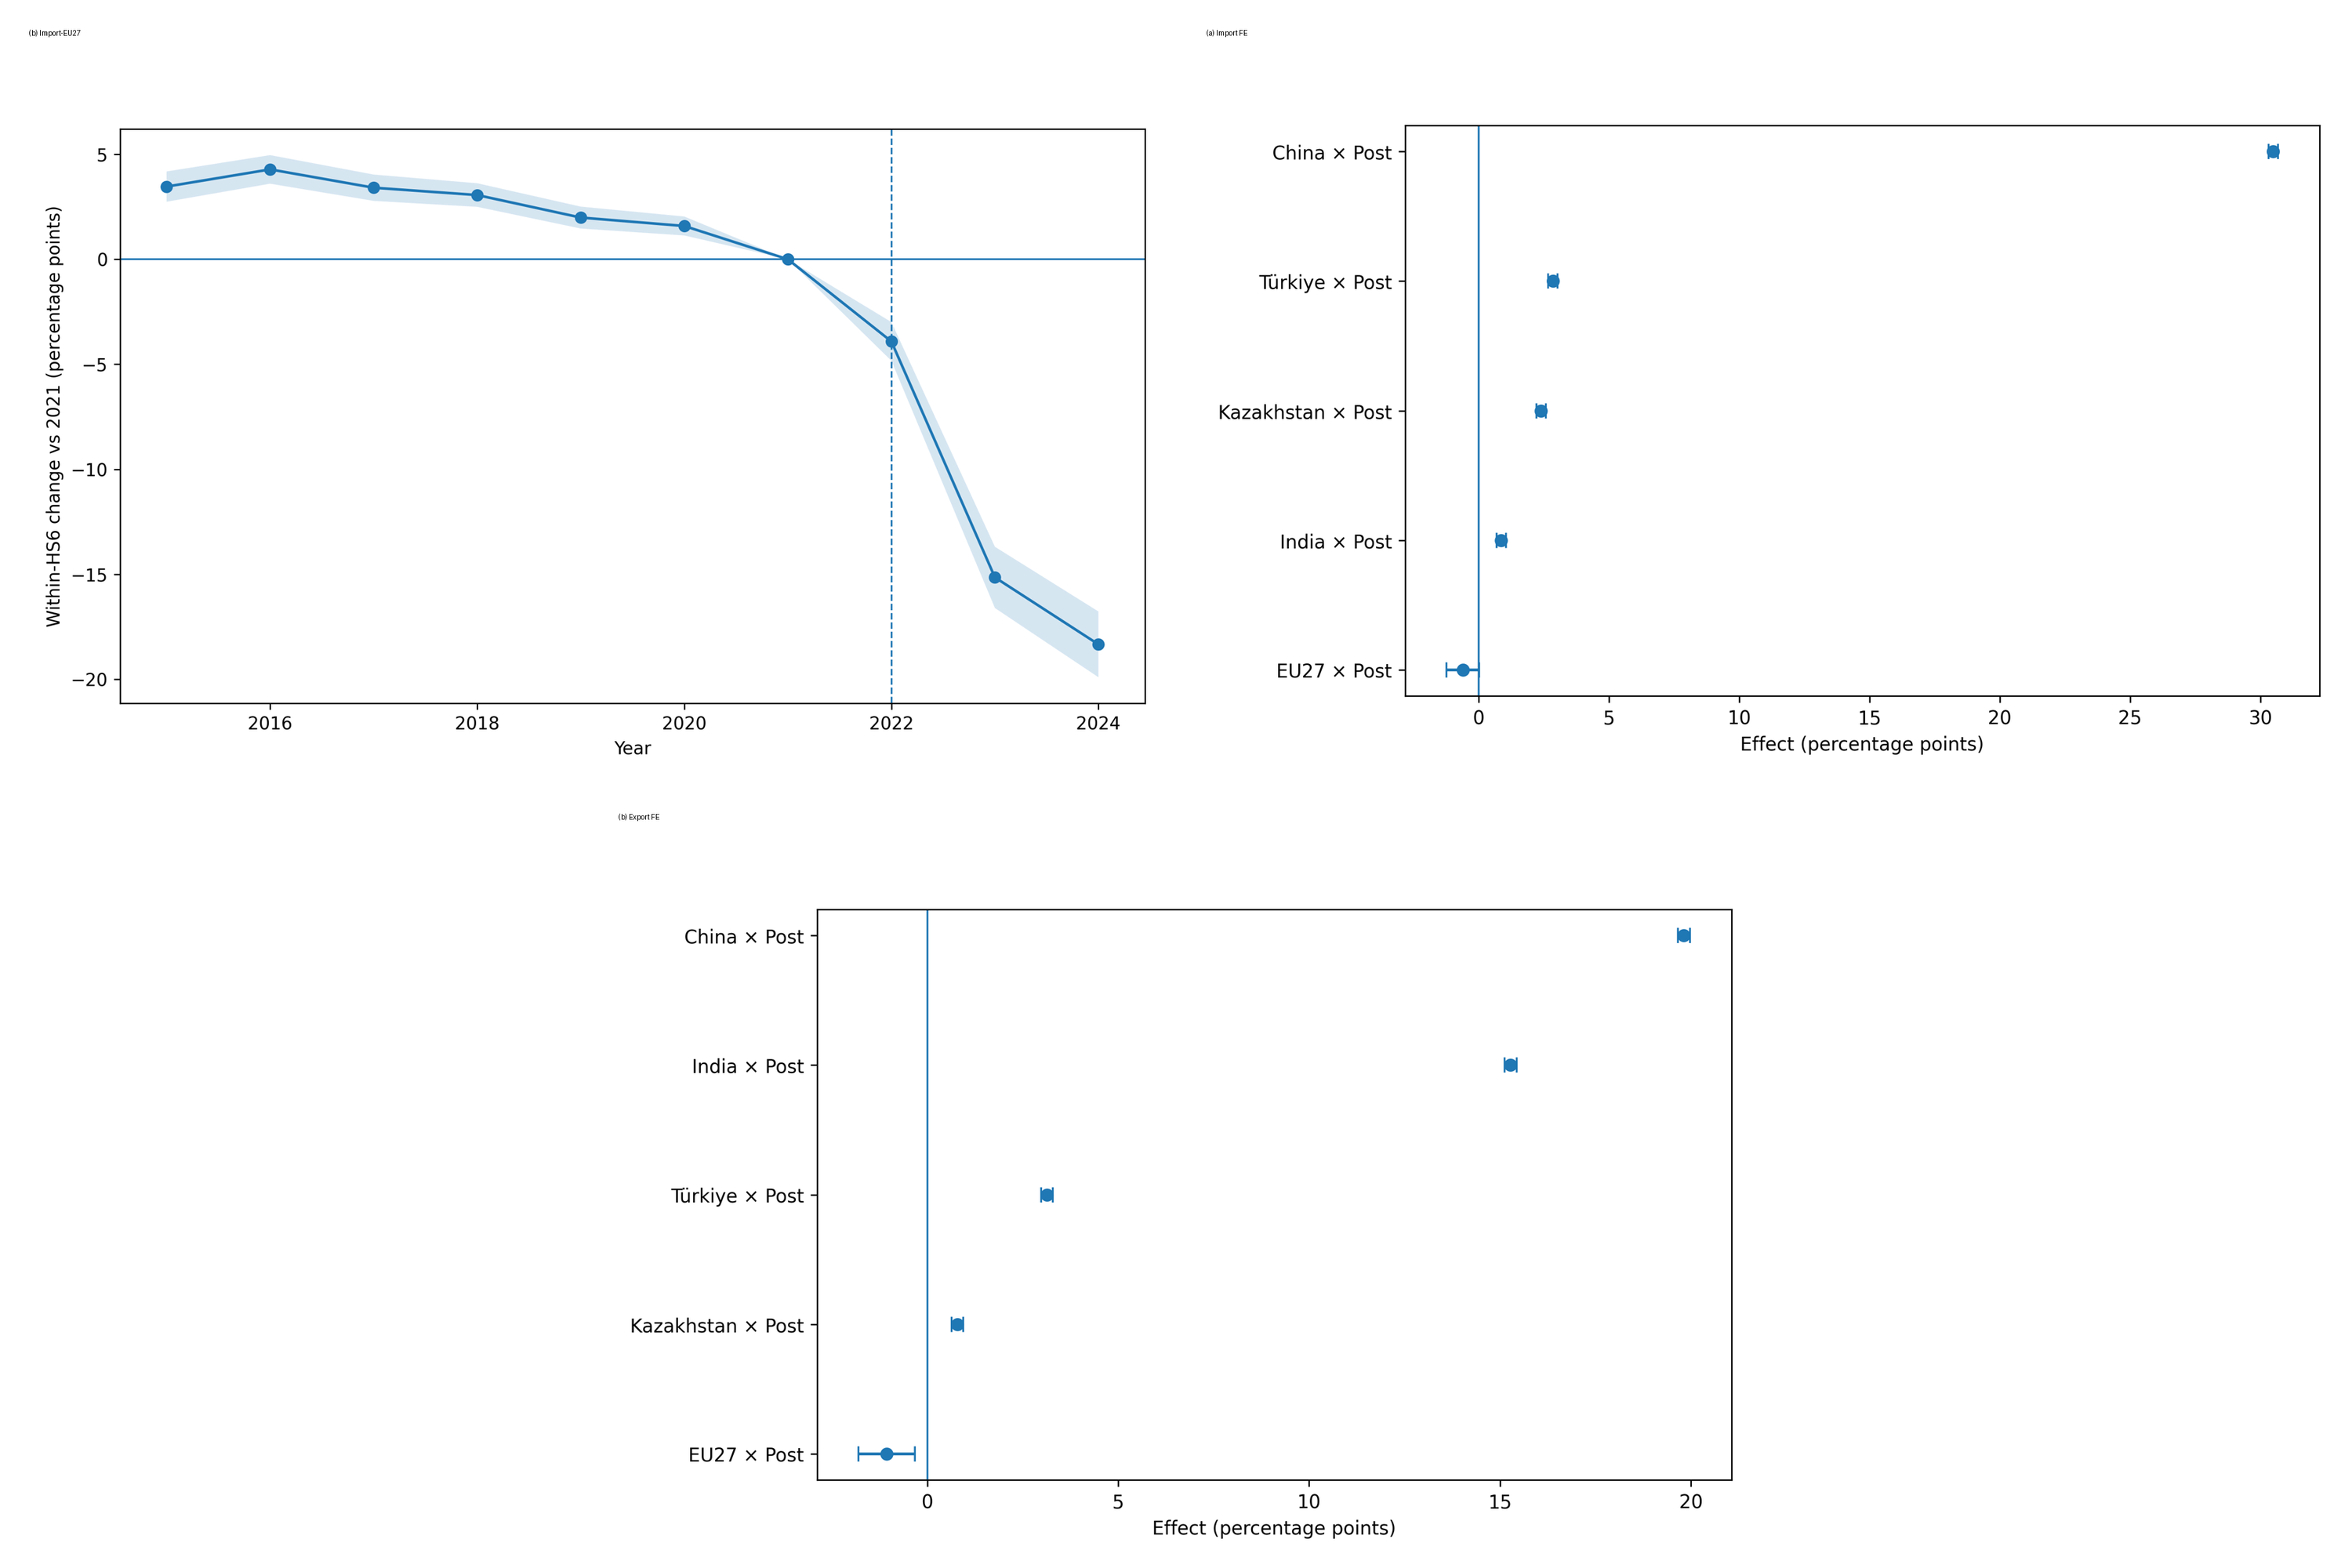 (b) Import-EU27
Within-HS6 change vs 2021 (percentage points)
5
0
−5
−10
−15
−20
2016 2018 2020 2022 2024
Year
(a) Import FE
China × Post
Türkiye × Post
Kazakhstan × Post
India × Post
EU27 × Post
0 5 10 15 20 25 30
Effect (percentage points)
(b) Export FE
China × Post
India × Post
Türkiye × Post
Kazakhstan × Post
EU27 × Post
0 5 10 15 20
Effect (percentage points)